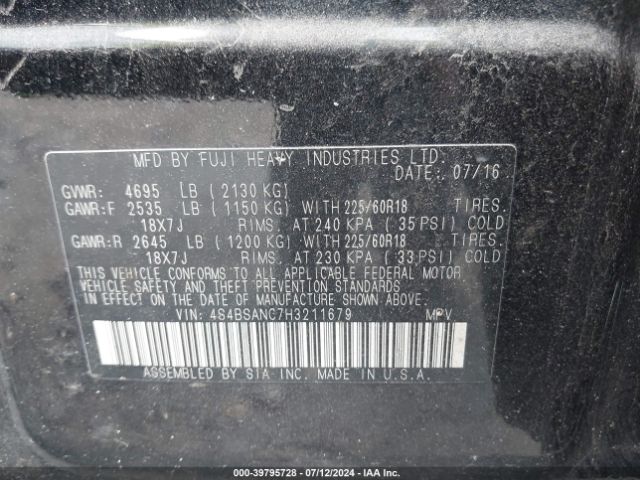 MFD BY FUJI HEAVY INDUSTRIES LTD.
DATE: 07/16
GVWR: 4695 LB (2130 KG)
GAWR:F 2535 LB (1150 KG) WITH 225/60R18 TIRES.
18X7J RIMS. AT 240 KPA (35 PSI) COLD
GAWR:R 2645 LB (1200 KG) WITH 225/60R18 TIRES.
18X7J RIMS. AT 230 KPA (33 PSI) COLD
THIS VEHICLE CONFORMS TO ALL APPLICABLE FEDERAL MOTOR
VEHICLE SAFETY AND THEFT PREVENTION STANDARDS
IN EFFECT ON THE DATE OF MANUFACTURE SHOWN ABOVE.
VIN: 4S4BSANC7H3211679 MPV
ASSEMBLED BY SIA INC. MADE IN U.S.A.
000-39795728 - 07/12/2024 - IAA Inc.